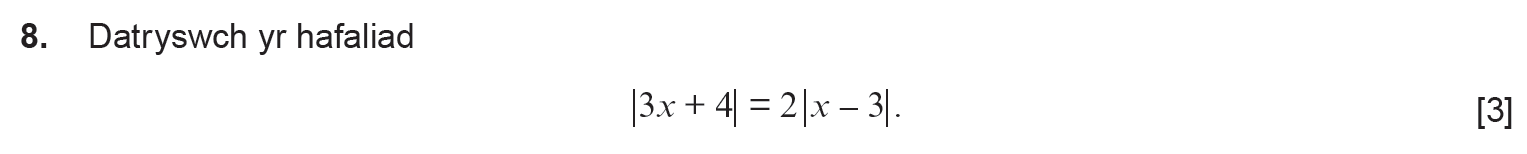 8. Datryswch yr hafaliad
|3x + 4| = 2|x – 3|.
[3]